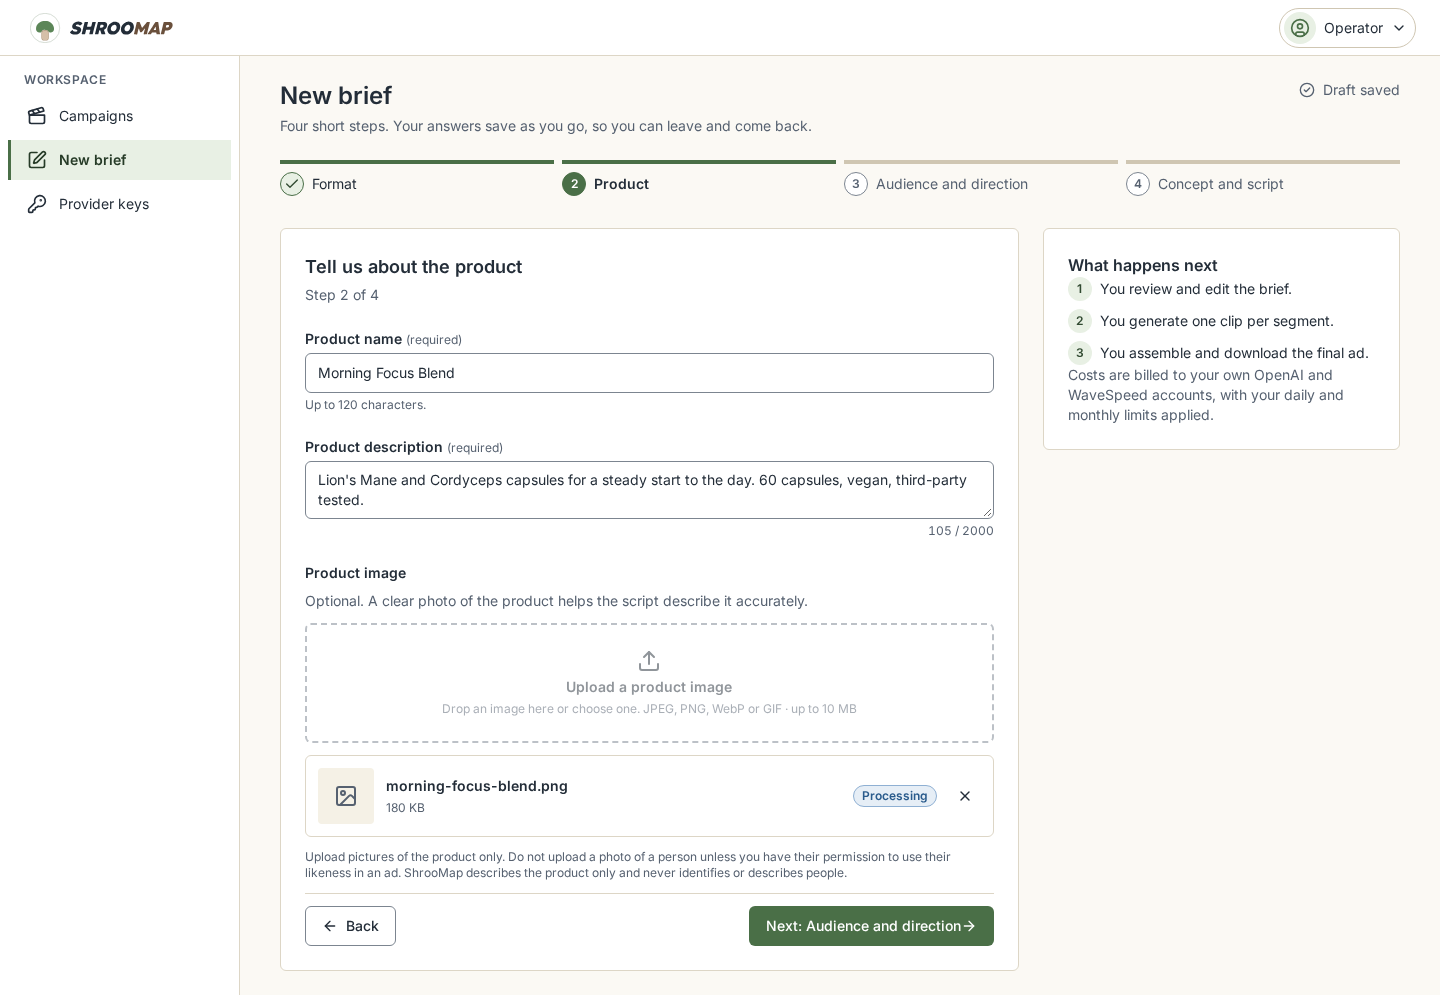 SHROOMAP
Operator
WORKSPACE
Campaigns
New brief
Provider keys
New brief
Draft saved
Four short steps. Your answers save as you go, so you can leave and come back.
Format
2 Product
3 Audience and direction
4 Concept and script
Tell us about the product
Step 2 of 4
Product name (required)
Morning Focus Blend
Up to 120 characters.
Product description (required)
Lion's Mane and Cordyceps capsules for a steady start to the day. 60 capsules, vegan, third-party
tested.
105 / 2000
Product image
Optional. A clear photo of the product helps the script describe it accurately.
Upload a product image
Drop an image here or choose one. JPEG, PNG, WebP or GIF · up to 10 MB
morning-focus-blend.png
180 KB
Processing
Upload pictures of the product only. Do not upload a photo of a person unless you have their permission to use their
likeness in an ad. ShrooMap describes the product only and never identifies or describes people.
Back
Next: Audience and direction
What happens next
1 You review and edit the brief.
2 You generate one clip per segment.
3 You assemble and download the final ad.
Costs are billed to your own OpenAI and
WaveSpeed accounts, with your daily and
monthly limits applied.